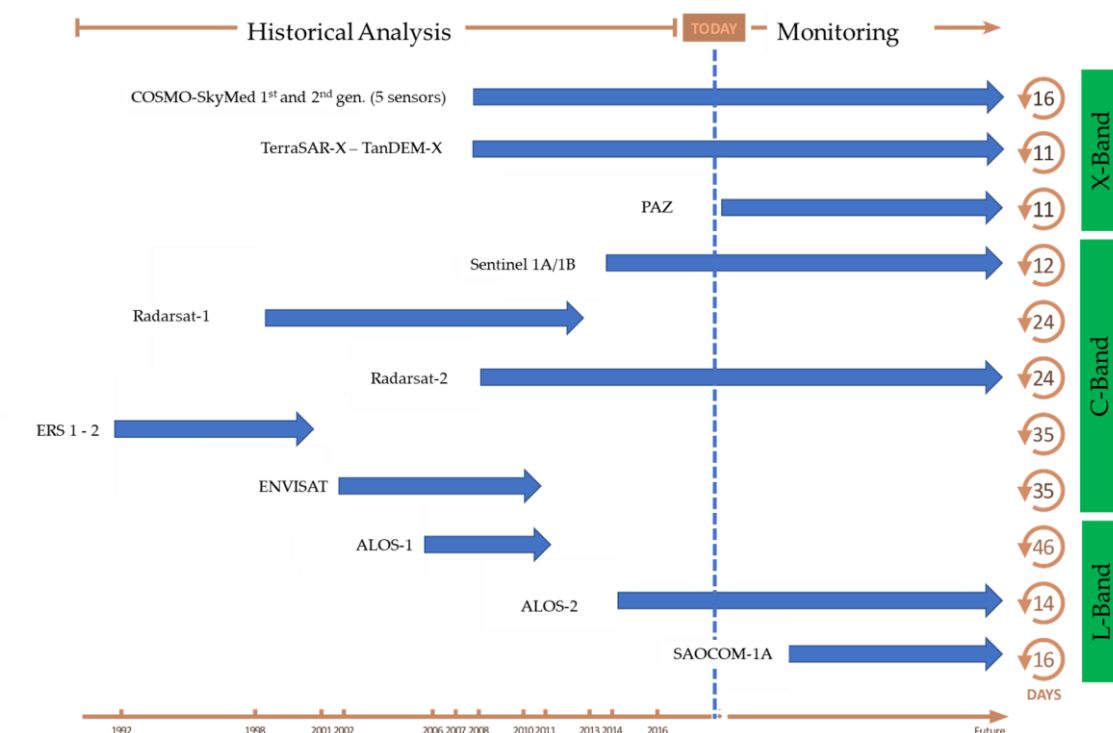 Historical Analysis
TODAY
Monitoring
COSMO-SkyMed 1st and 2nd gen. (5 sensors)
16
TerraSAR-X – TanDEM-X
11
PAZ
11
X-Band
Sentinel 1A/1B
12
Radarsat-1
24
Radarsat-2
24
ERS 1 - 2
35
ENVISAT
35
C-Band
ALOS-1
46
ALOS-2
14
SAOCOM-1A
16
L-Band
DAYS
1992 1998 2001 2002 2006 2007 2008 2010 2011 2013 2014 2016 Future